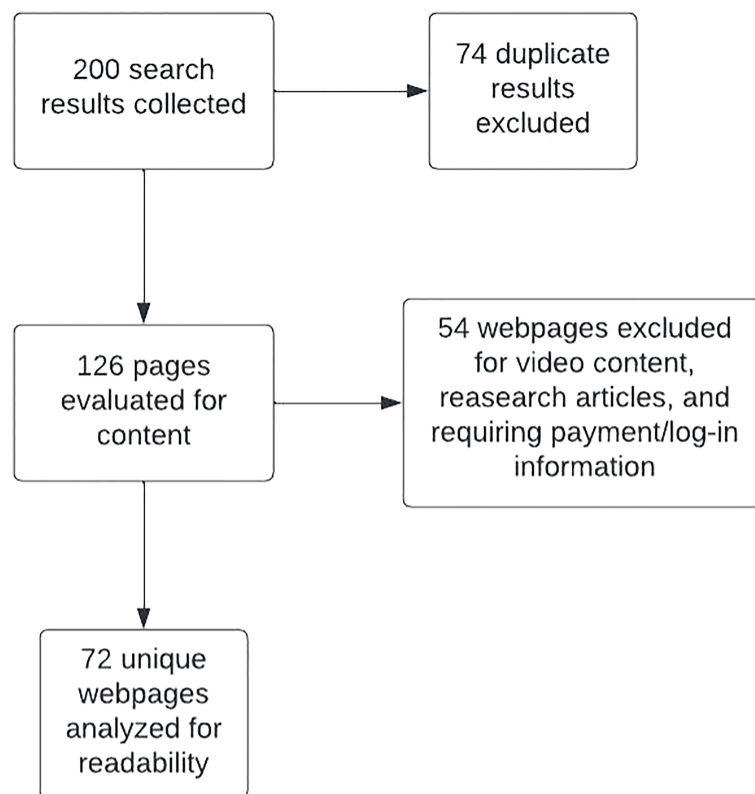 200 search
results collected
74 duplicate
results
excluded
126 pages
evaluated for
content
54 webpages excluded
for video content,
reasearch articles, and
requiring payment/log-in
information
72 unique
webpages
analyzed for
readability